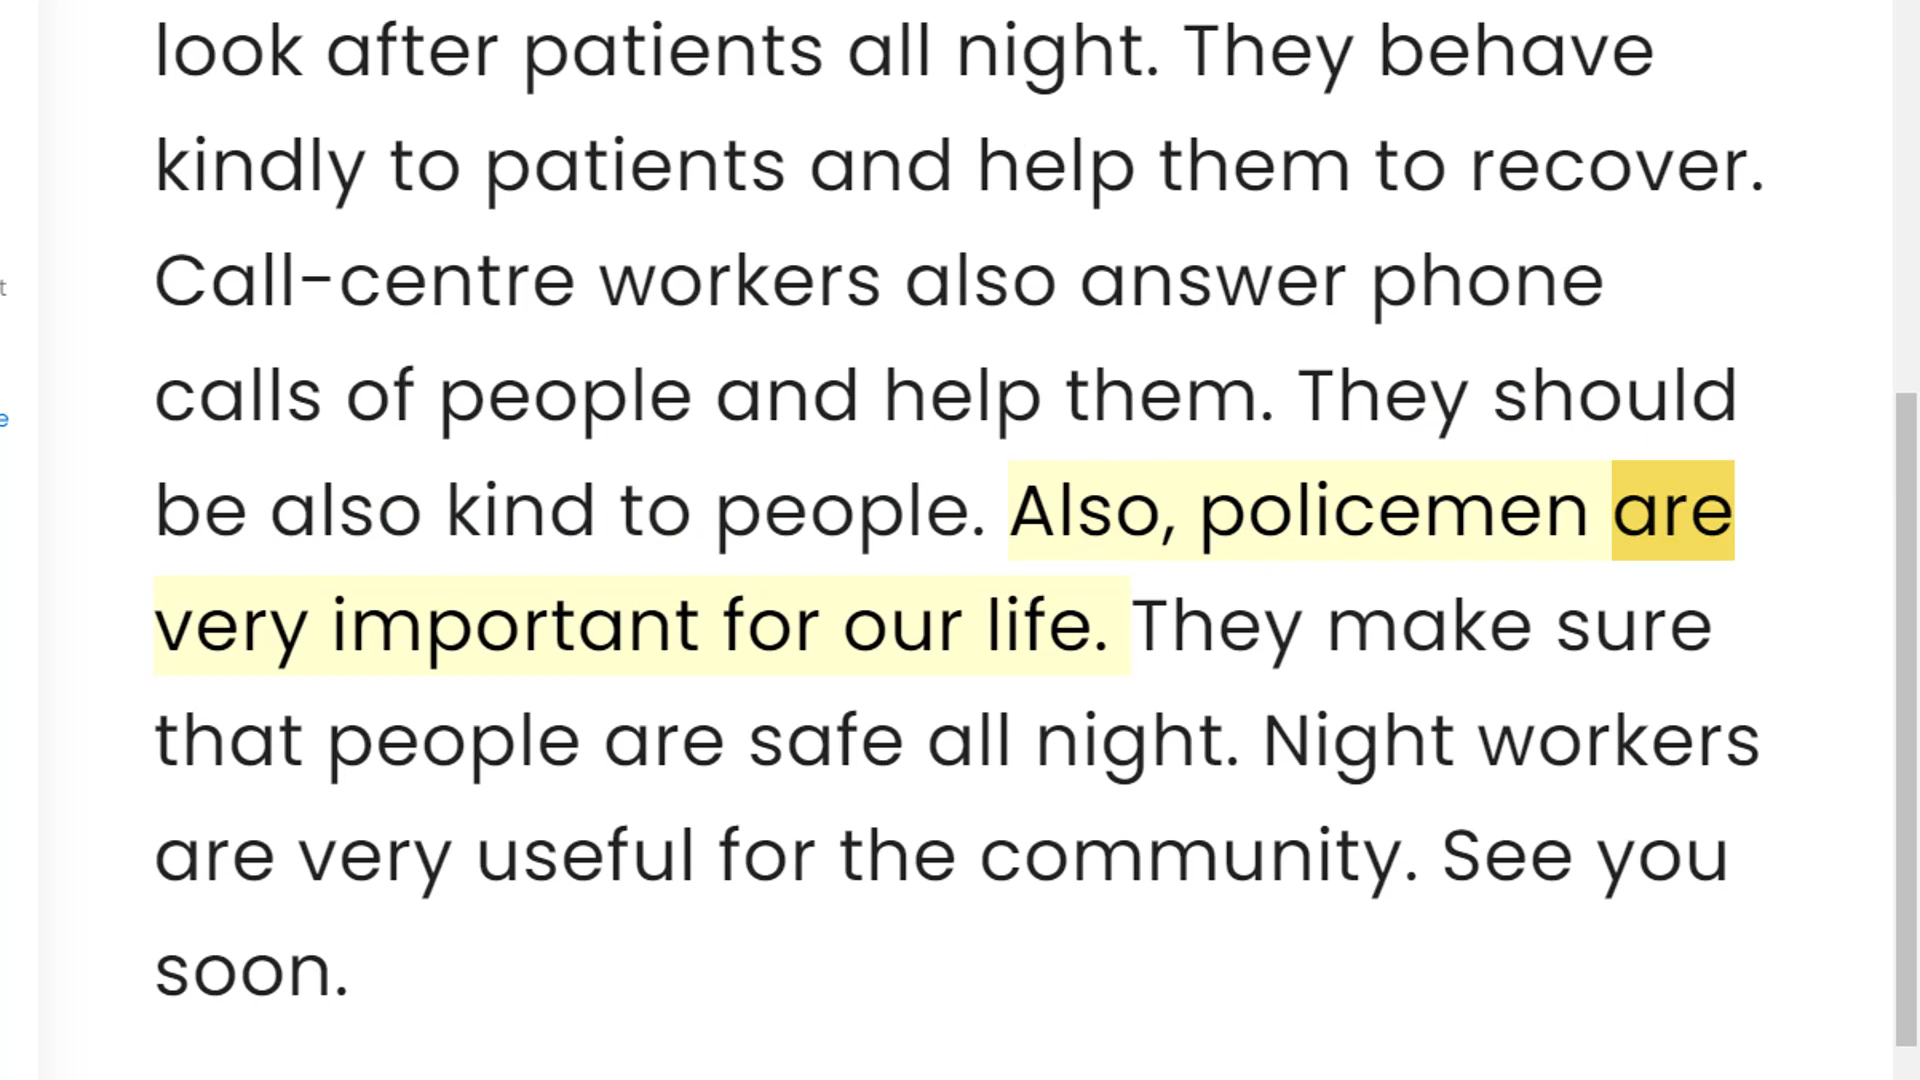 look after patients all night. They behave
kindly to patients and help them to recover.
Call-centre workers also answer phone
calls of people and help them. They should
be also kind to people. Also, policemen are
very important for our life. They make sure
that people are safe all night. Night workers
are very useful for the community. See you
soon.